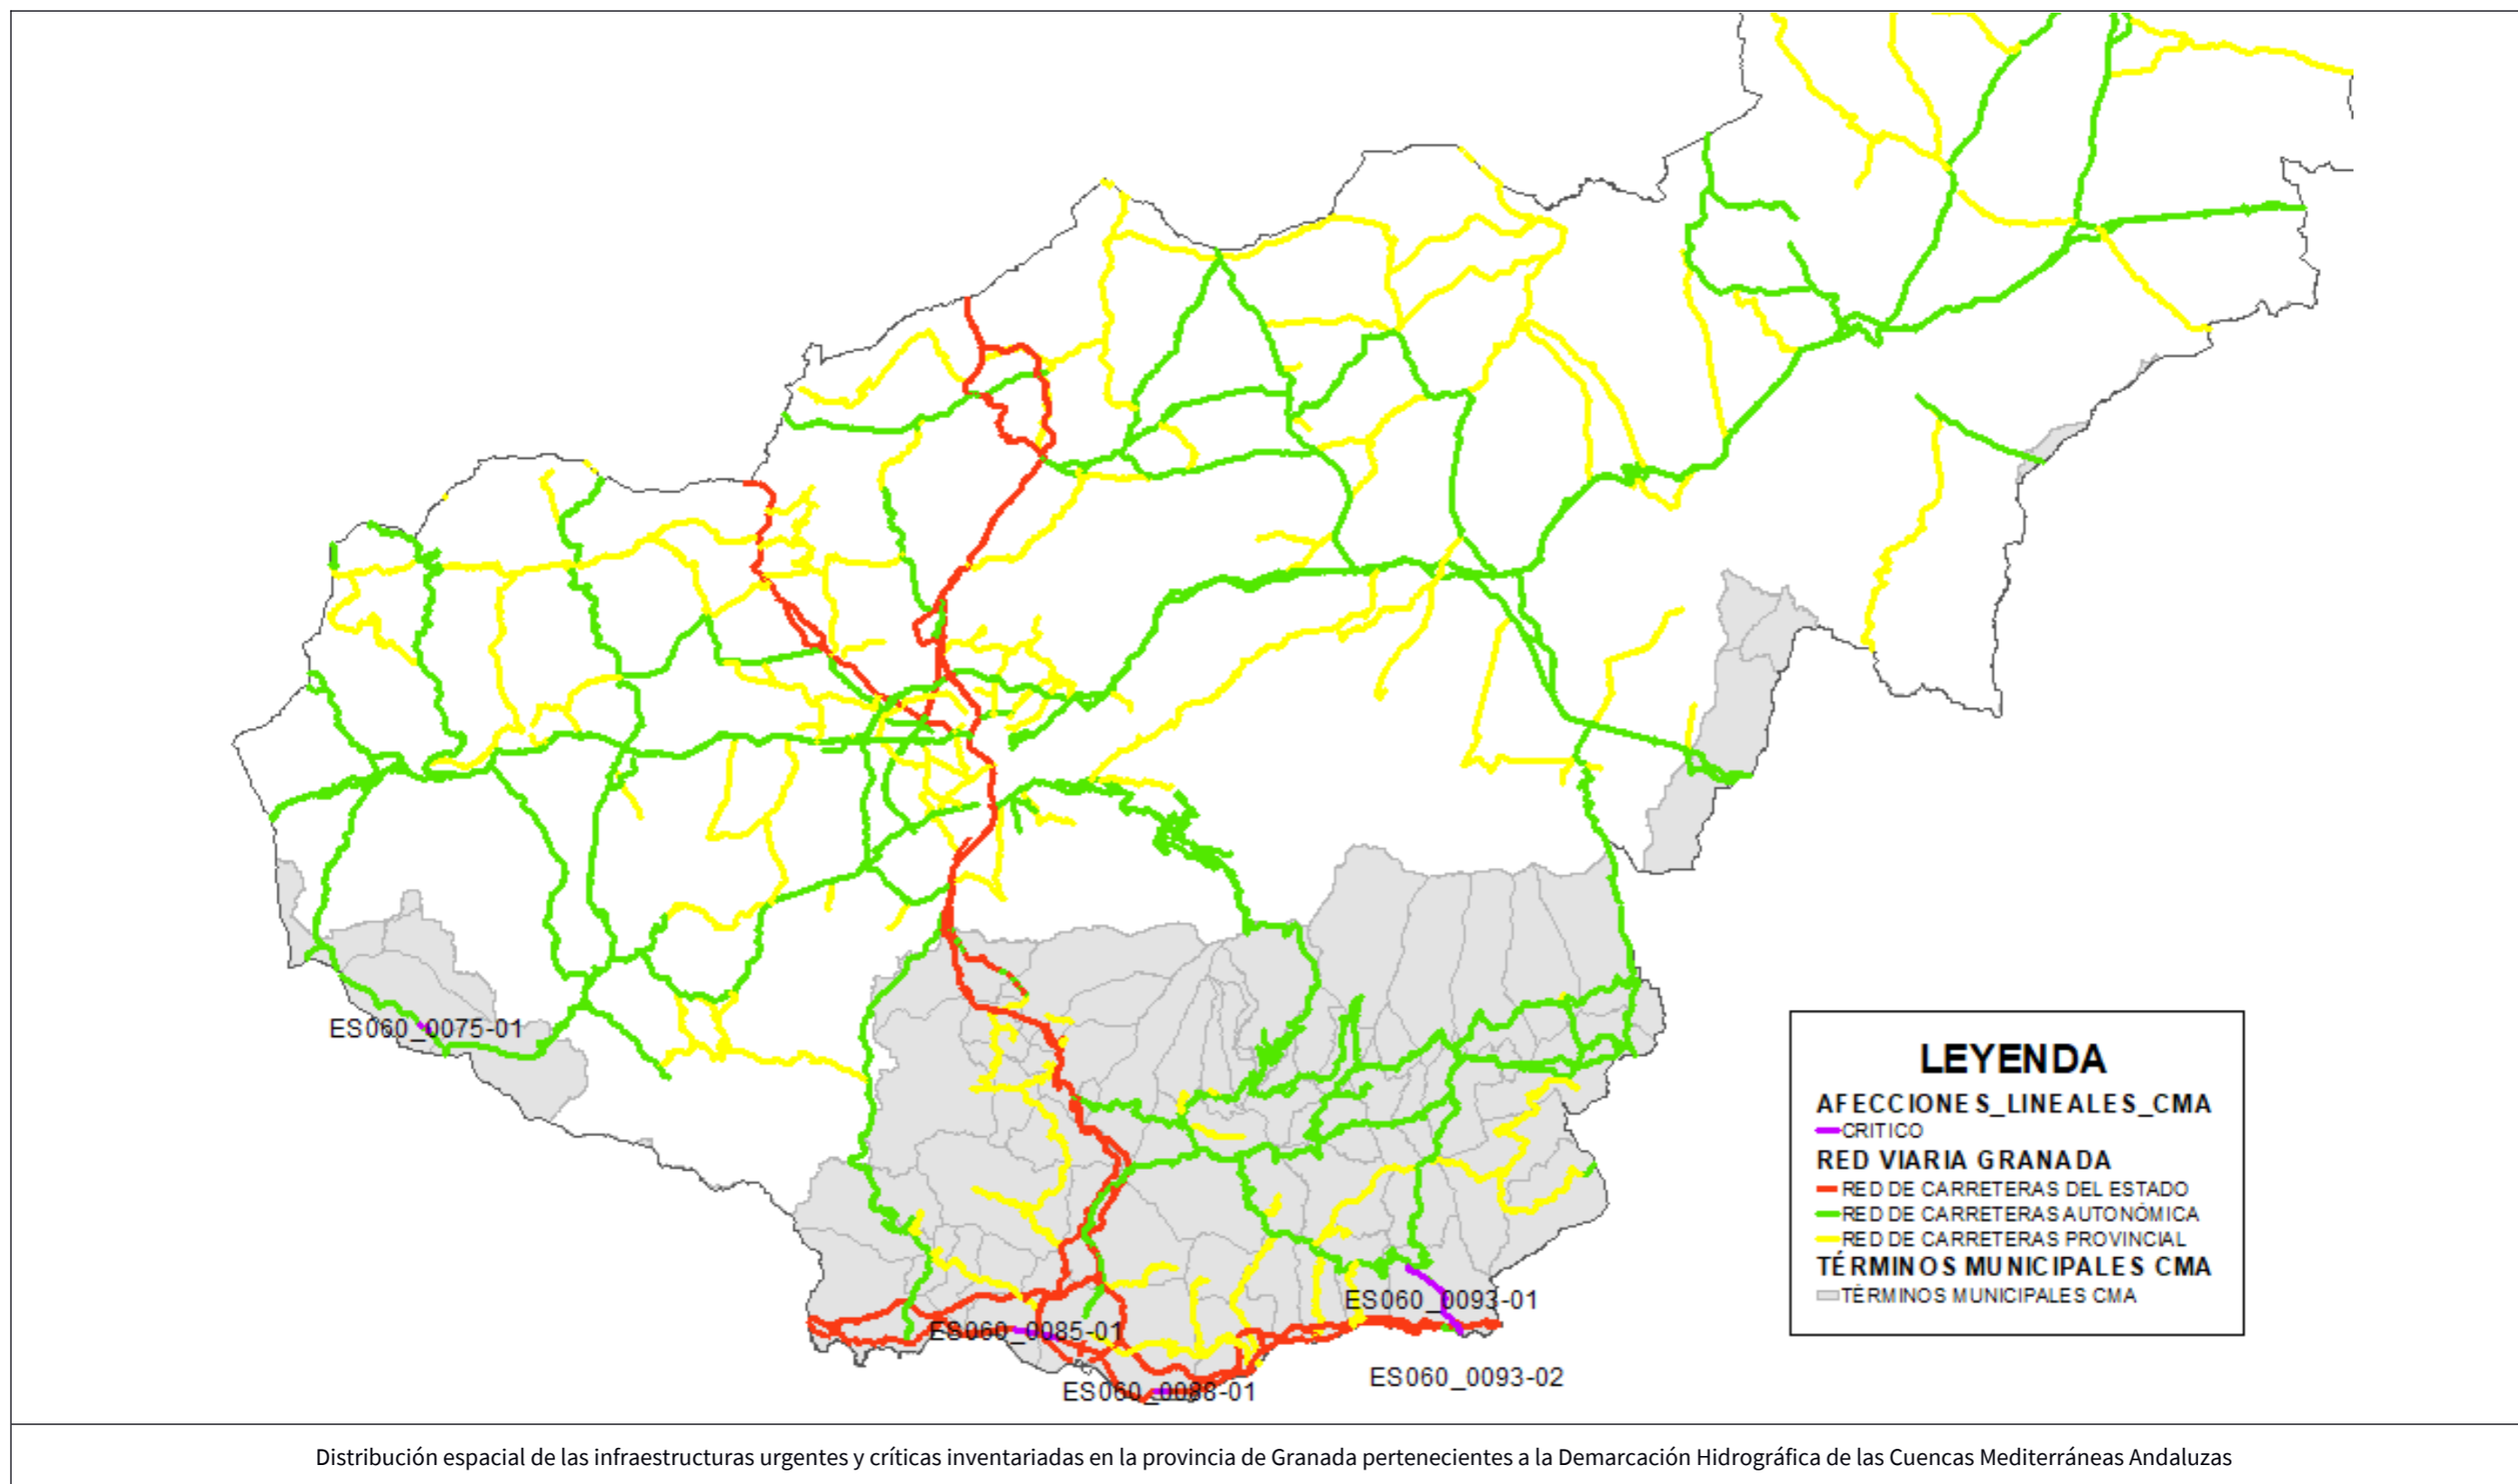 ES060_0075-01
ES060_0093-01
ES060_0085-01
ES060_0093-02
ES060_0088-01
LEYENDA
AFECCIONES_LINEALES_CMA
CRITICO
RED VIARIA GRANADA
RED DE CARRETERAS DEL ESTADO
RED DE CARRETERAS AUTONÓMICA
RED DE CARRETERAS PROVINCIAL
TÉRMINOS MUNICIPALES CMA
TÉRMINOS MUNICIPALES CMA
Distribución espacial de las infraestructuras urgentes y críticas inventariadas en la provincia de Granada pertenecientes a la Demarcación Hidrográfica de las Cuencas Mediterráneas Andaluzas